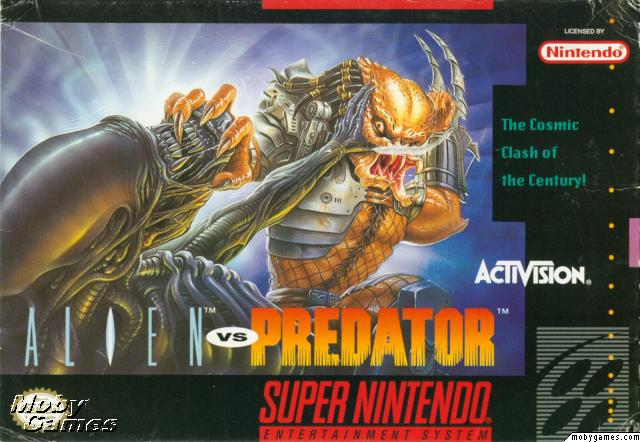 LICENSED BY
Nintendo®
The Cosmic
Clash of
the Century!
ACTIVISION®
ALIEN™ vs PREDATOR™
SUPER NINTENDO®
ENTERTAINMENT SYSTEM
Moby
Games
mobygames.com